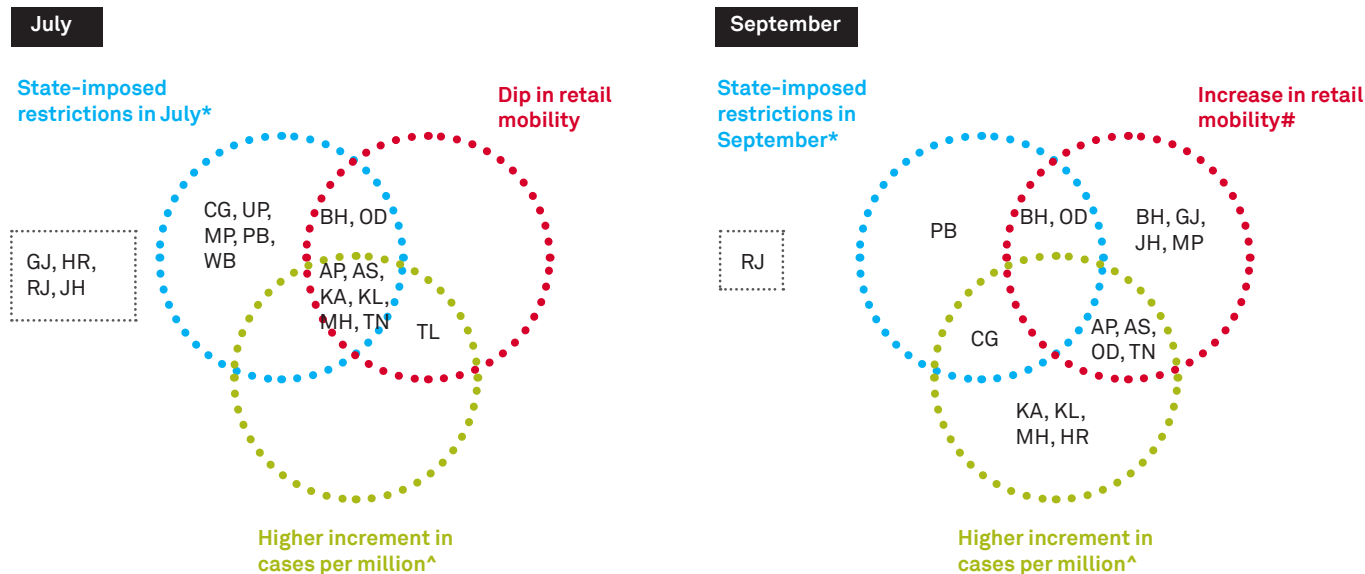 July
State-imposed
restrictions in July*
Dip in retail
mobility
CG, UP,
MP, PB,
WB
BH, OD
GJ, HR,
RJ, JH
AP, AS,
KA, KL,
MH, TN
TL
Higher increment in
cases per million^
September
State-imposed
restrictions in
September*
Increase in retail
mobility#
PB
BH, OD
BH, GJ,
JH, MP
RJ
CG
AP, AS,
OD, TN
KA, KL,
MH, HR
Higher increment in
cases per million^